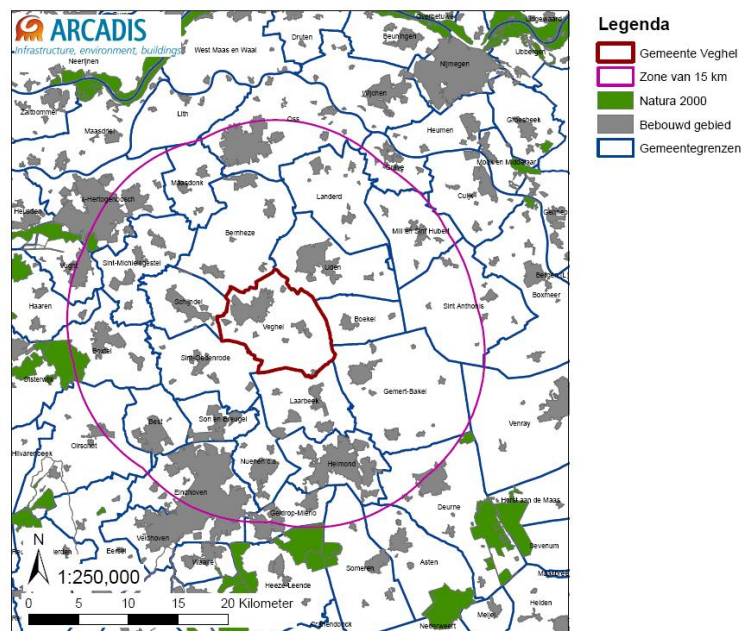 ARCADIS
Infrastructure, environment, buildings
Legenda
Gemeente Veghel
Zone van 15 km
Natura 2000
Bebouwd gebied
Gemeentegrenzen
Druten
Beuningen
West Maas en Waal
Ubbergen
Neerijnen
Nijmegen
Wijchen
Zaltbommel
Lith
Oss
Heumen
Groesbeek
Maasdriel
Grave
Mook en Middelaar
Maasdonk
Landerd
Cuijk
's-Hertogenbosch
Heusden
Bernheze
Mill en Sint Hubert
Vught
Sint-Michielsgestel
Uden
Boxmeer
Haaren
Schijndel
Sint Anthonis
Veghel
Boekel
Boxtel
Sint-Oedenrode
Oisterwijk
Laarbeek
Gemert-Bakel
Best
Son en Breugel
Venray
Oirschot
Hilvarenbeek
Nuenen c.a.
Helmond
Eindhoven
Horst aan de Maas
Geldrop-Mierlo
Deurne
Veldhoven
Eersel
Waalre
Asten
Sevenum
Someren
Heeze-Leende
Helden
Meijel
Cranendonck
Nederweert
N
1:250,000
0 5 10 15 20 Kilometer